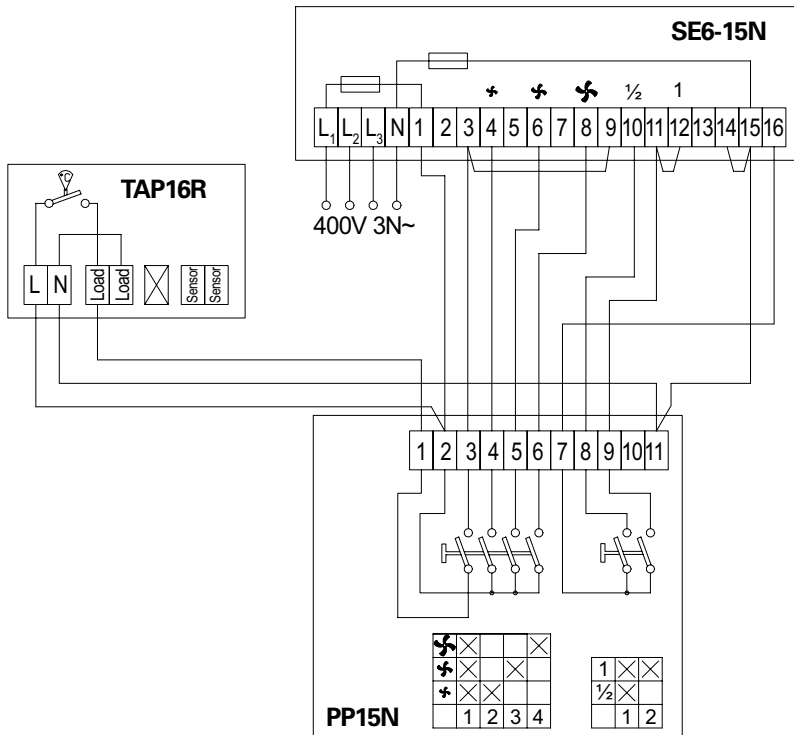 SE6-15N
½ 1
L1 L2 L3 N 1 2 3 4 5 6 7 8 9 10 11 12 13 14 15 16
400V 3N~
TAP16R
°C
L N Load Load Sensor Sensor
1 2 3 4 5 6 7 8 9 10 11
1
½
1 2 3 4
1 2
PP15N